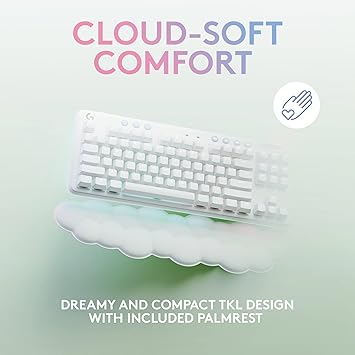 CLOUD-SOFT
COMFORT
DREAMY AND COMPACT TKL DESIGN
WITH INCLUDED PALMREST